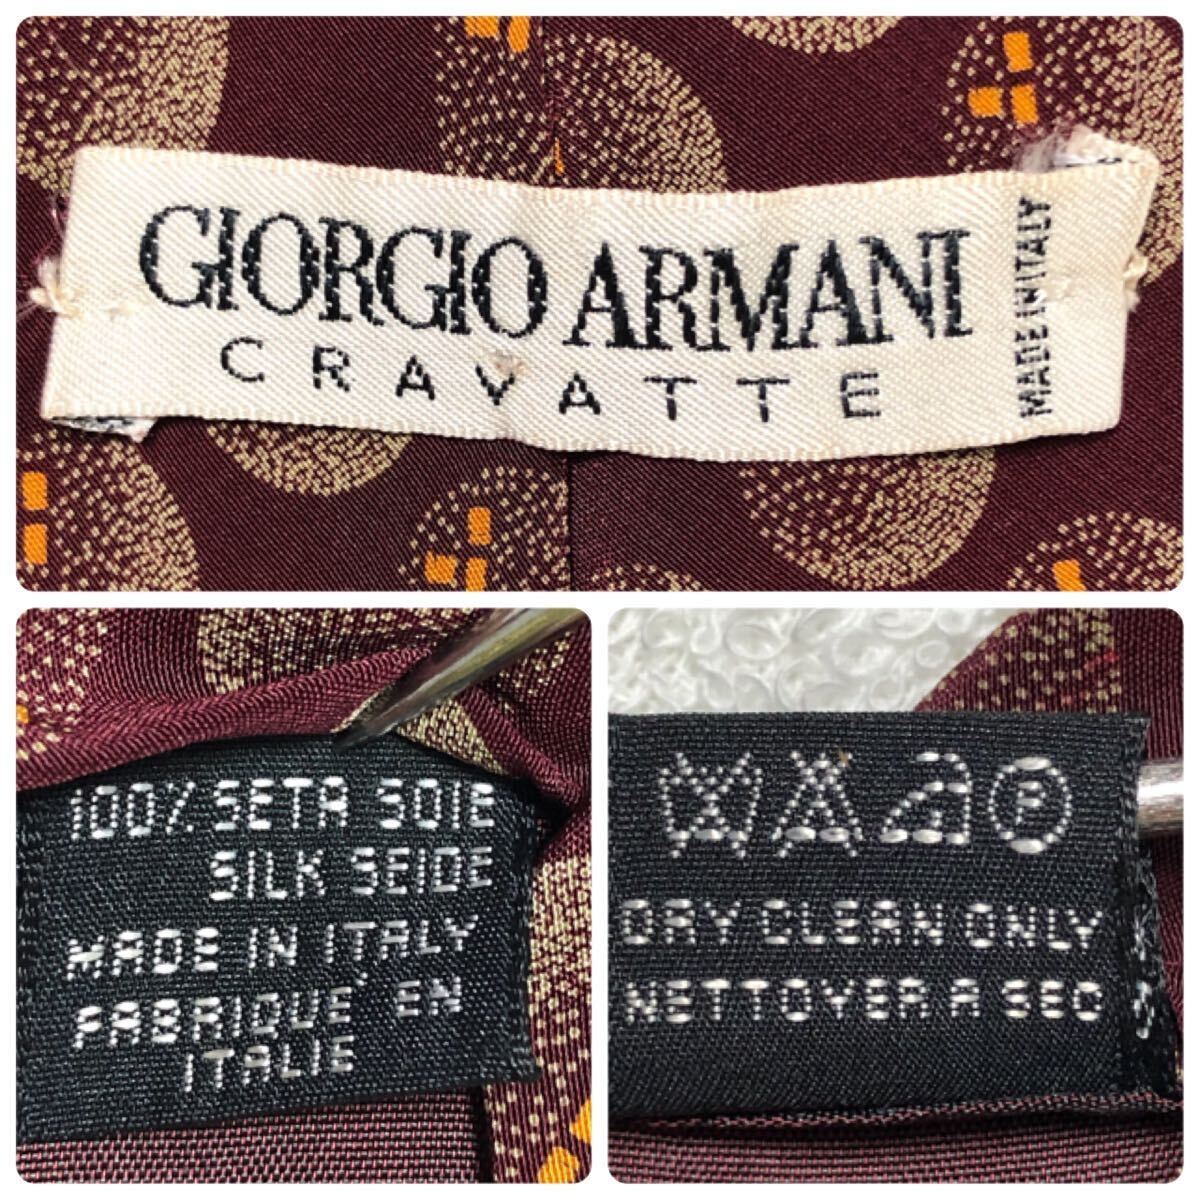 GIORGIO ARMANI
CRAVATTE
MADE IN ITALY
100% SETA SOIE
SILK SEIDE
MADE IN ITALY
FABRIQUE' EN
ITALIE
A P
DRY CLEAN ONLY
NETTOYER A SEC